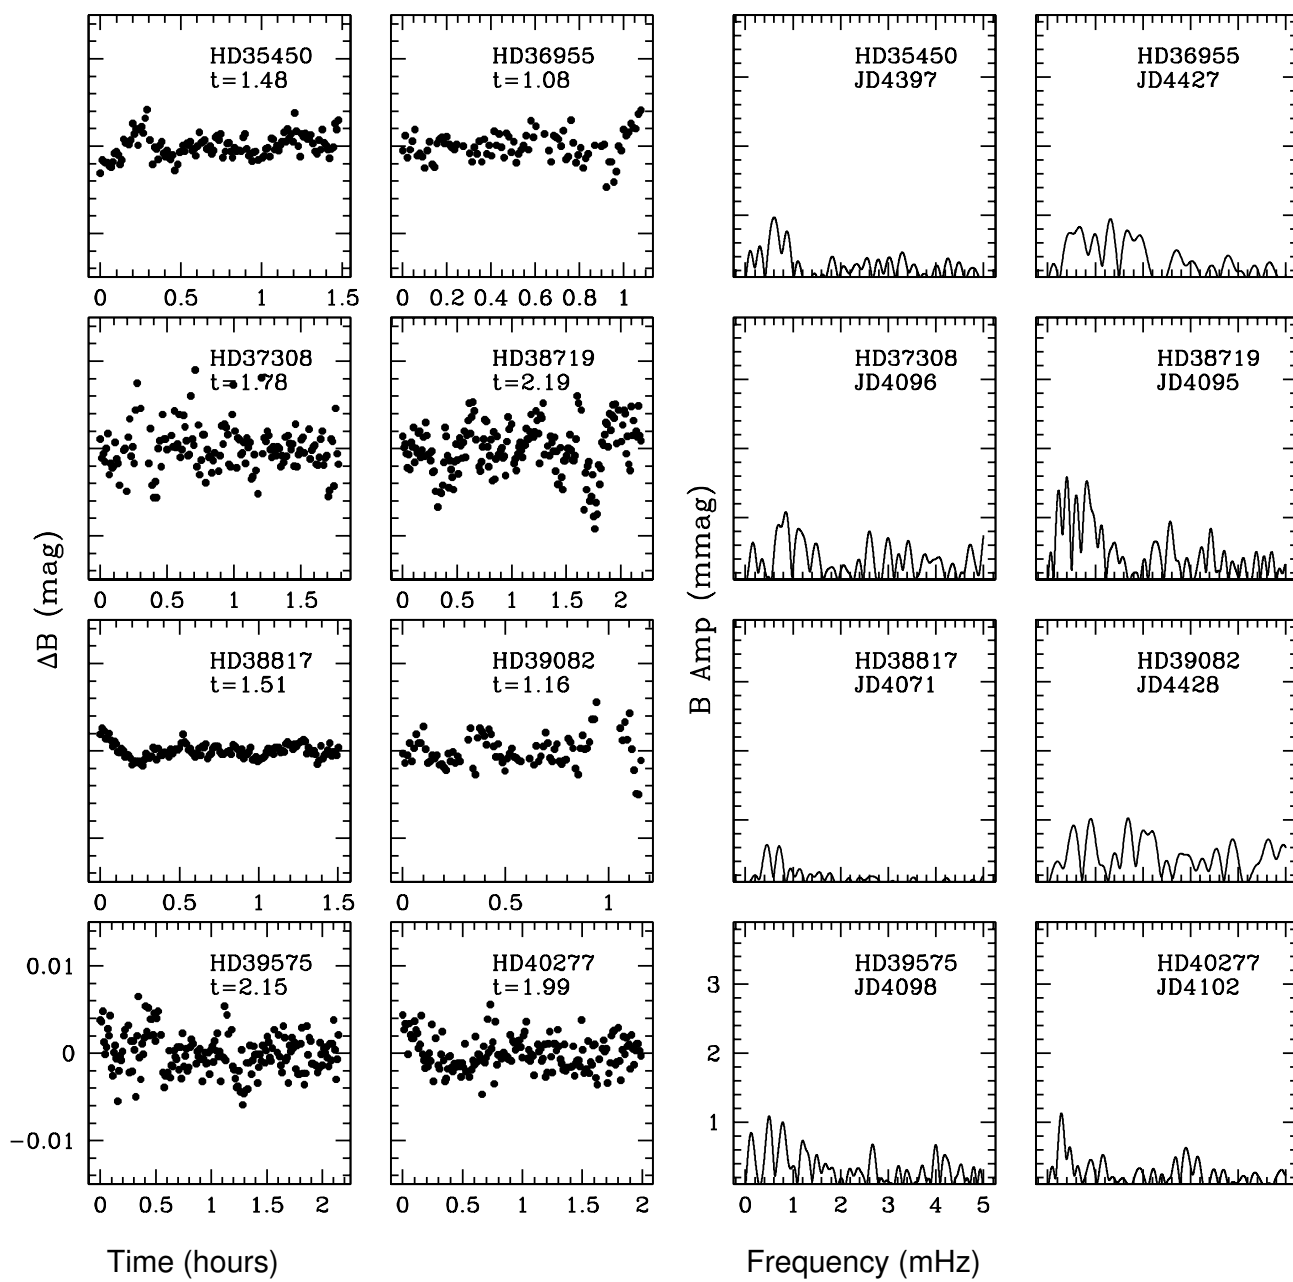 HD35450
t=1.48
HD36955
t=1.08
HD35450
JD4397
HD36955
JD4427
0 0.5 1 1.5
0 0.2 0.4 0.6 0.8 1
HD37308
t=1.78
HD38719
t=2.19
HD37308
JD4096
HD38719
JD4095
0 0.5 1 1.5
0 0.5 1 1.5 2
ΔB (mag)
B Amp (mmag)
HD38817
t=1.51
HD39082
t=1.16
HD38817
JD4071
HD39082
JD4428
0 0.5 1 1.5
0 0.5 1
HD39575
t=2.15
HD40277
t=1.99
HD39575
JD4098
HD40277
JD4102
0.01
0
−0.01
3
2
1
0 0.5 1 1.5 2
0 0.5 1 1.5 2
0 1 2 3 4 5
Time (hours)
Frequency (mHz)